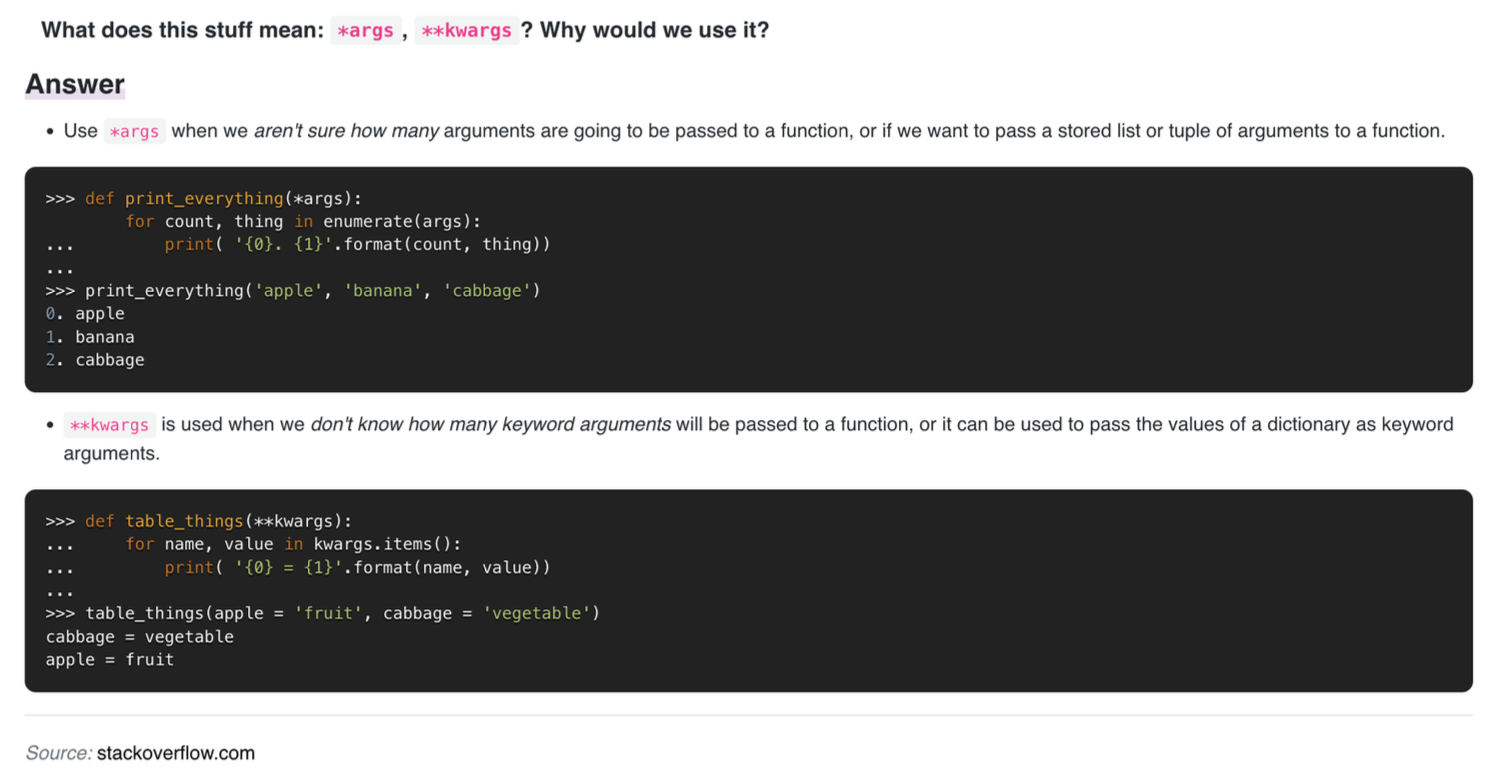 What does this stuff mean: *args , **kwargs ? Why would we use it?
Answer
• Use *args when we aren't sure how many arguments are going to be passed to a function, or if we want to pass a stored list or tuple of arguments to a function.
>>> def print_everything(*args):
        for count, thing in enumerate(args):
...         print( '{0}. {1}'.format(count, thing))
...
>>> print_everything('apple', 'banana', 'cabbage')
0. apple
1. banana
2. cabbage
• **kwargs is used when we don't know how many keyword arguments will be passed to a function, or it can be used to pass the values of a dictionary as keyword
arguments.
>>> def table_things(**kwargs):
...     for name, value in kwargs.items():
...         print( '{0} = {1}'.format(name, value))
...
>>> table_things(apple = 'fruit', cabbage = 'vegetable')
cabbage = vegetable
apple = fruit
Source: stackoverflow.com